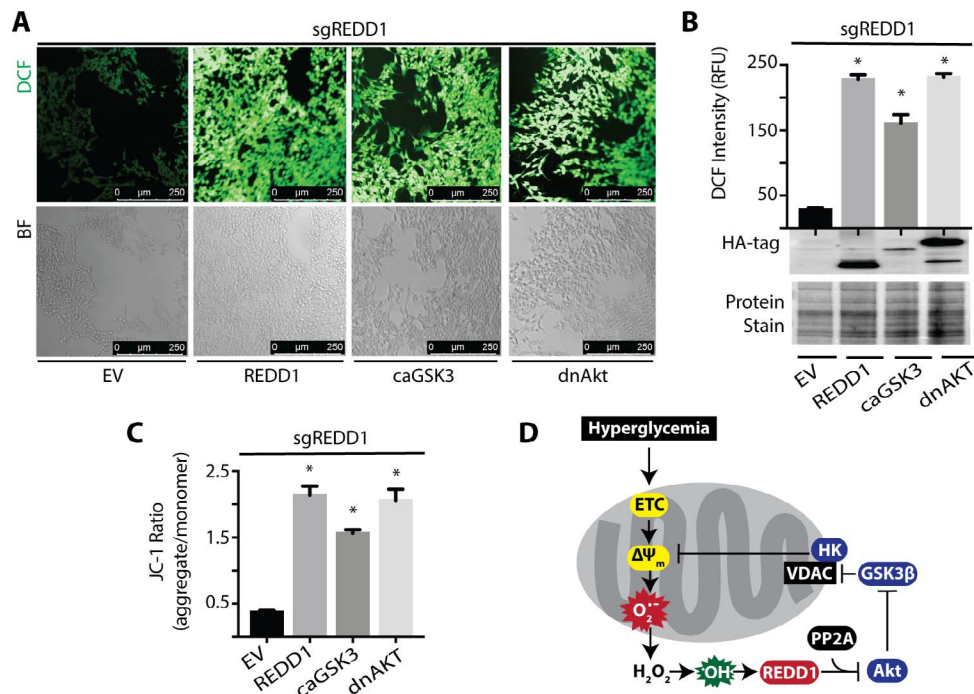 A
sgREDD1
DCF
0 µm 250
0 µm 250
0 µm 250
0 µm 250
BF
0 µm 250
0 µm 250
0 µm 250
0 µm 250
EV
REDD1
caGSK3
dnAkt
B
sgREDD1
DCF Intensity (RFU)
250
150
50
*
*
*
HA-tag
Protein
Stain
EV
REDD1
caGSK3
dnAKT
C
sgREDD1
JC-1 Ratio
(aggregate/monomer)
2.5
1.5
0.5
*
*
*
EV
REDD1
caGSK3
dnAKT
D
Hyperglycemia
ETC
ΔΨm
O2•−
H2O2
•OH
REDD1
PP2A
Akt
GSK3β
HK
VDAC